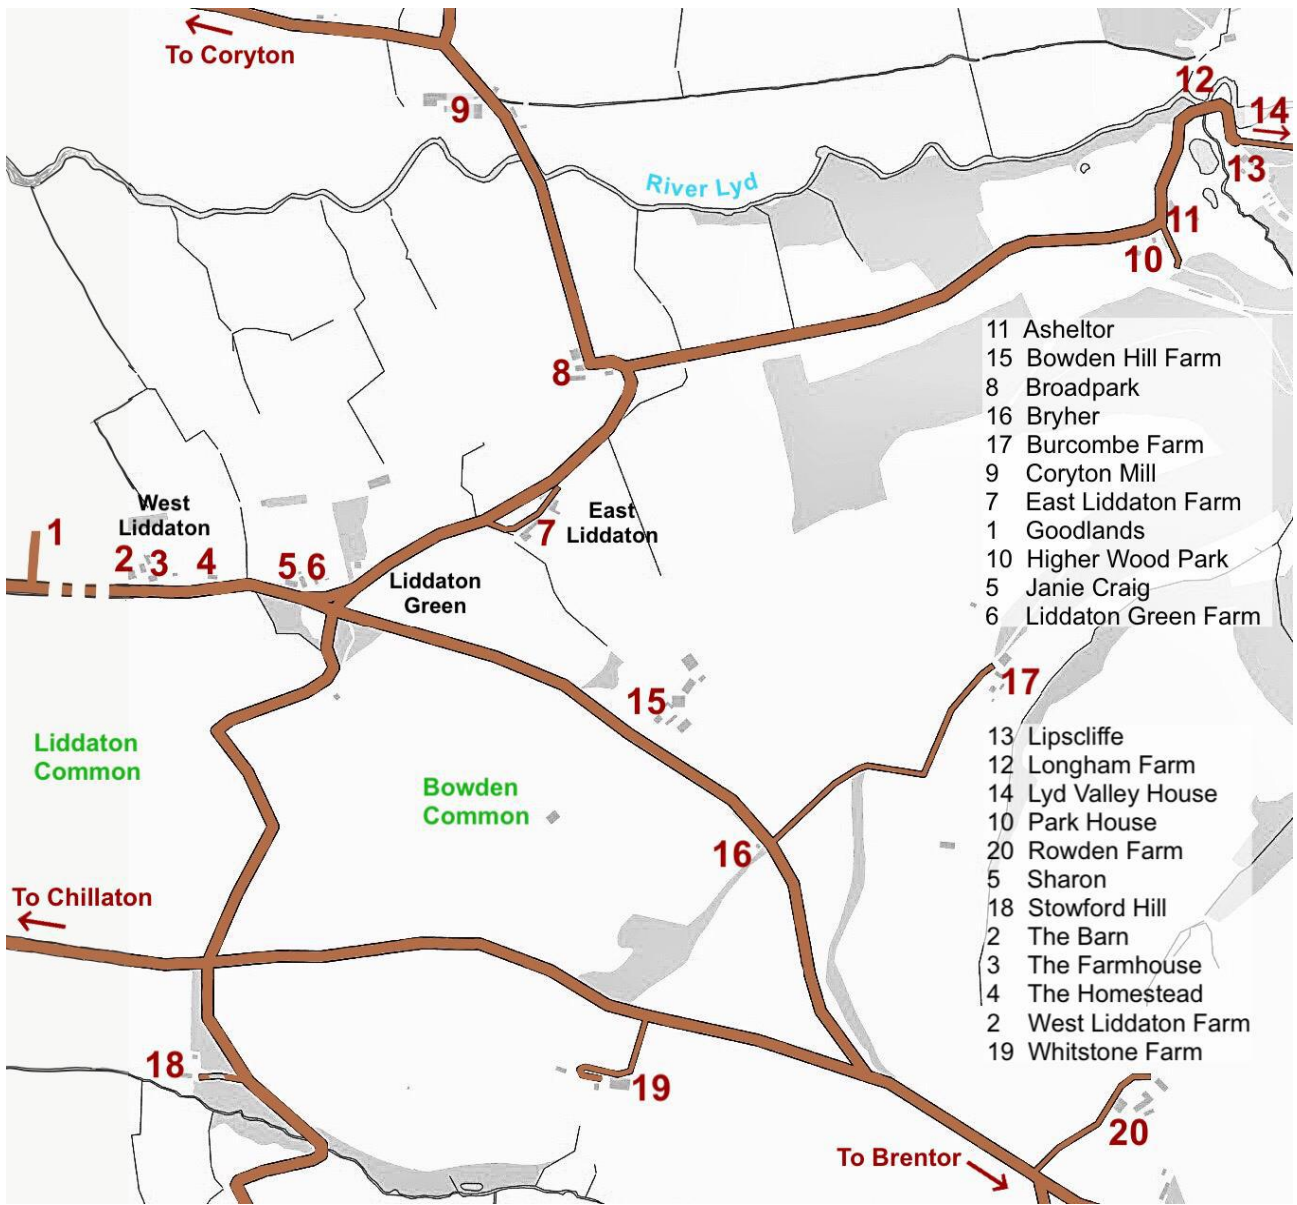 To Coryton
9
12
14
River Lyd
13
11
10
8
11 Asheltor
15 Bowden Hill Farm
8 Broadpark
16 Bryher
17 Burcombe Farm
9 Coryton Mill
7 East Liddaton Farm
1 Goodlands
10 Higher Wood Park
5 Janie Craig
6 Liddaton Green Farm
West
Liddaton
1
2
3
4
5
6
7
East
Liddaton
Liddaton
Green
15
17
Liddaton
Common
Bowden
Common
16
13 Lipscliffe
12 Longham Farm
14 Lyd Valley House
10 Park House
20 Rowden Farm
5 Sharon
18 Stowford Hill
2 The Barn
3 The Farmhouse
4 The Homestead
2 West Liddaton Farm
19 Whitstone Farm
To Chillaton
18
19
20
To Brentor